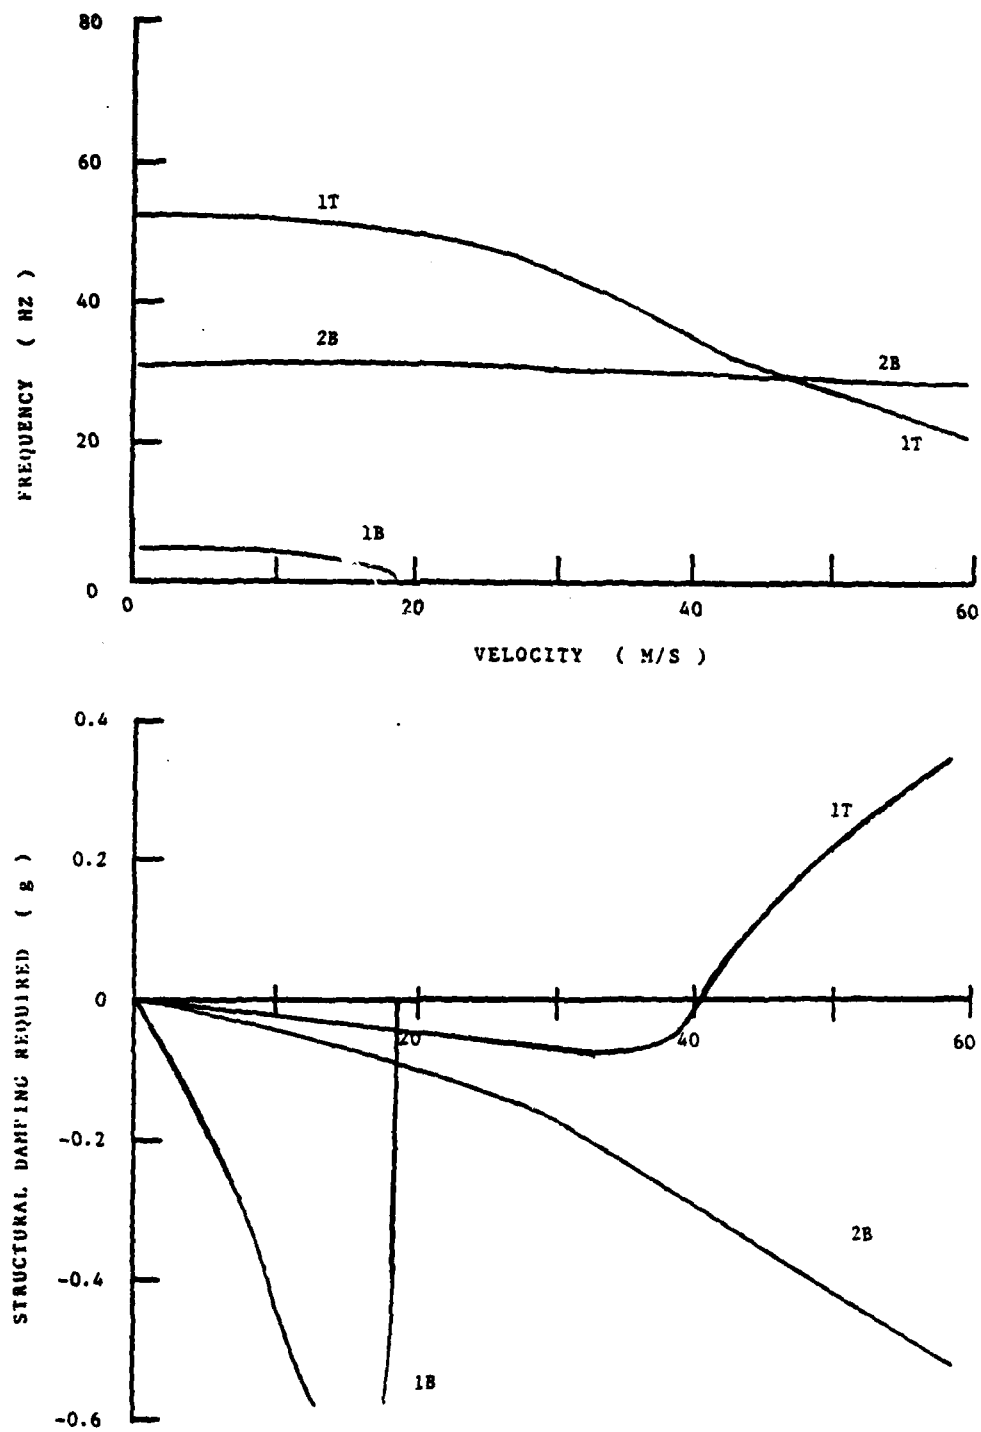 80
60
40
20
0
FREQUENCY ( HZ )
1T
2B
2B
1T
1B
0
20
40
60
VELOCITY ( M/S )
0.4
0.2
0
-0.2
-0.4
-0.6
STRUCTURAL DAMPING REQUIRED ( g )
1T
20
40
60
2B
1B